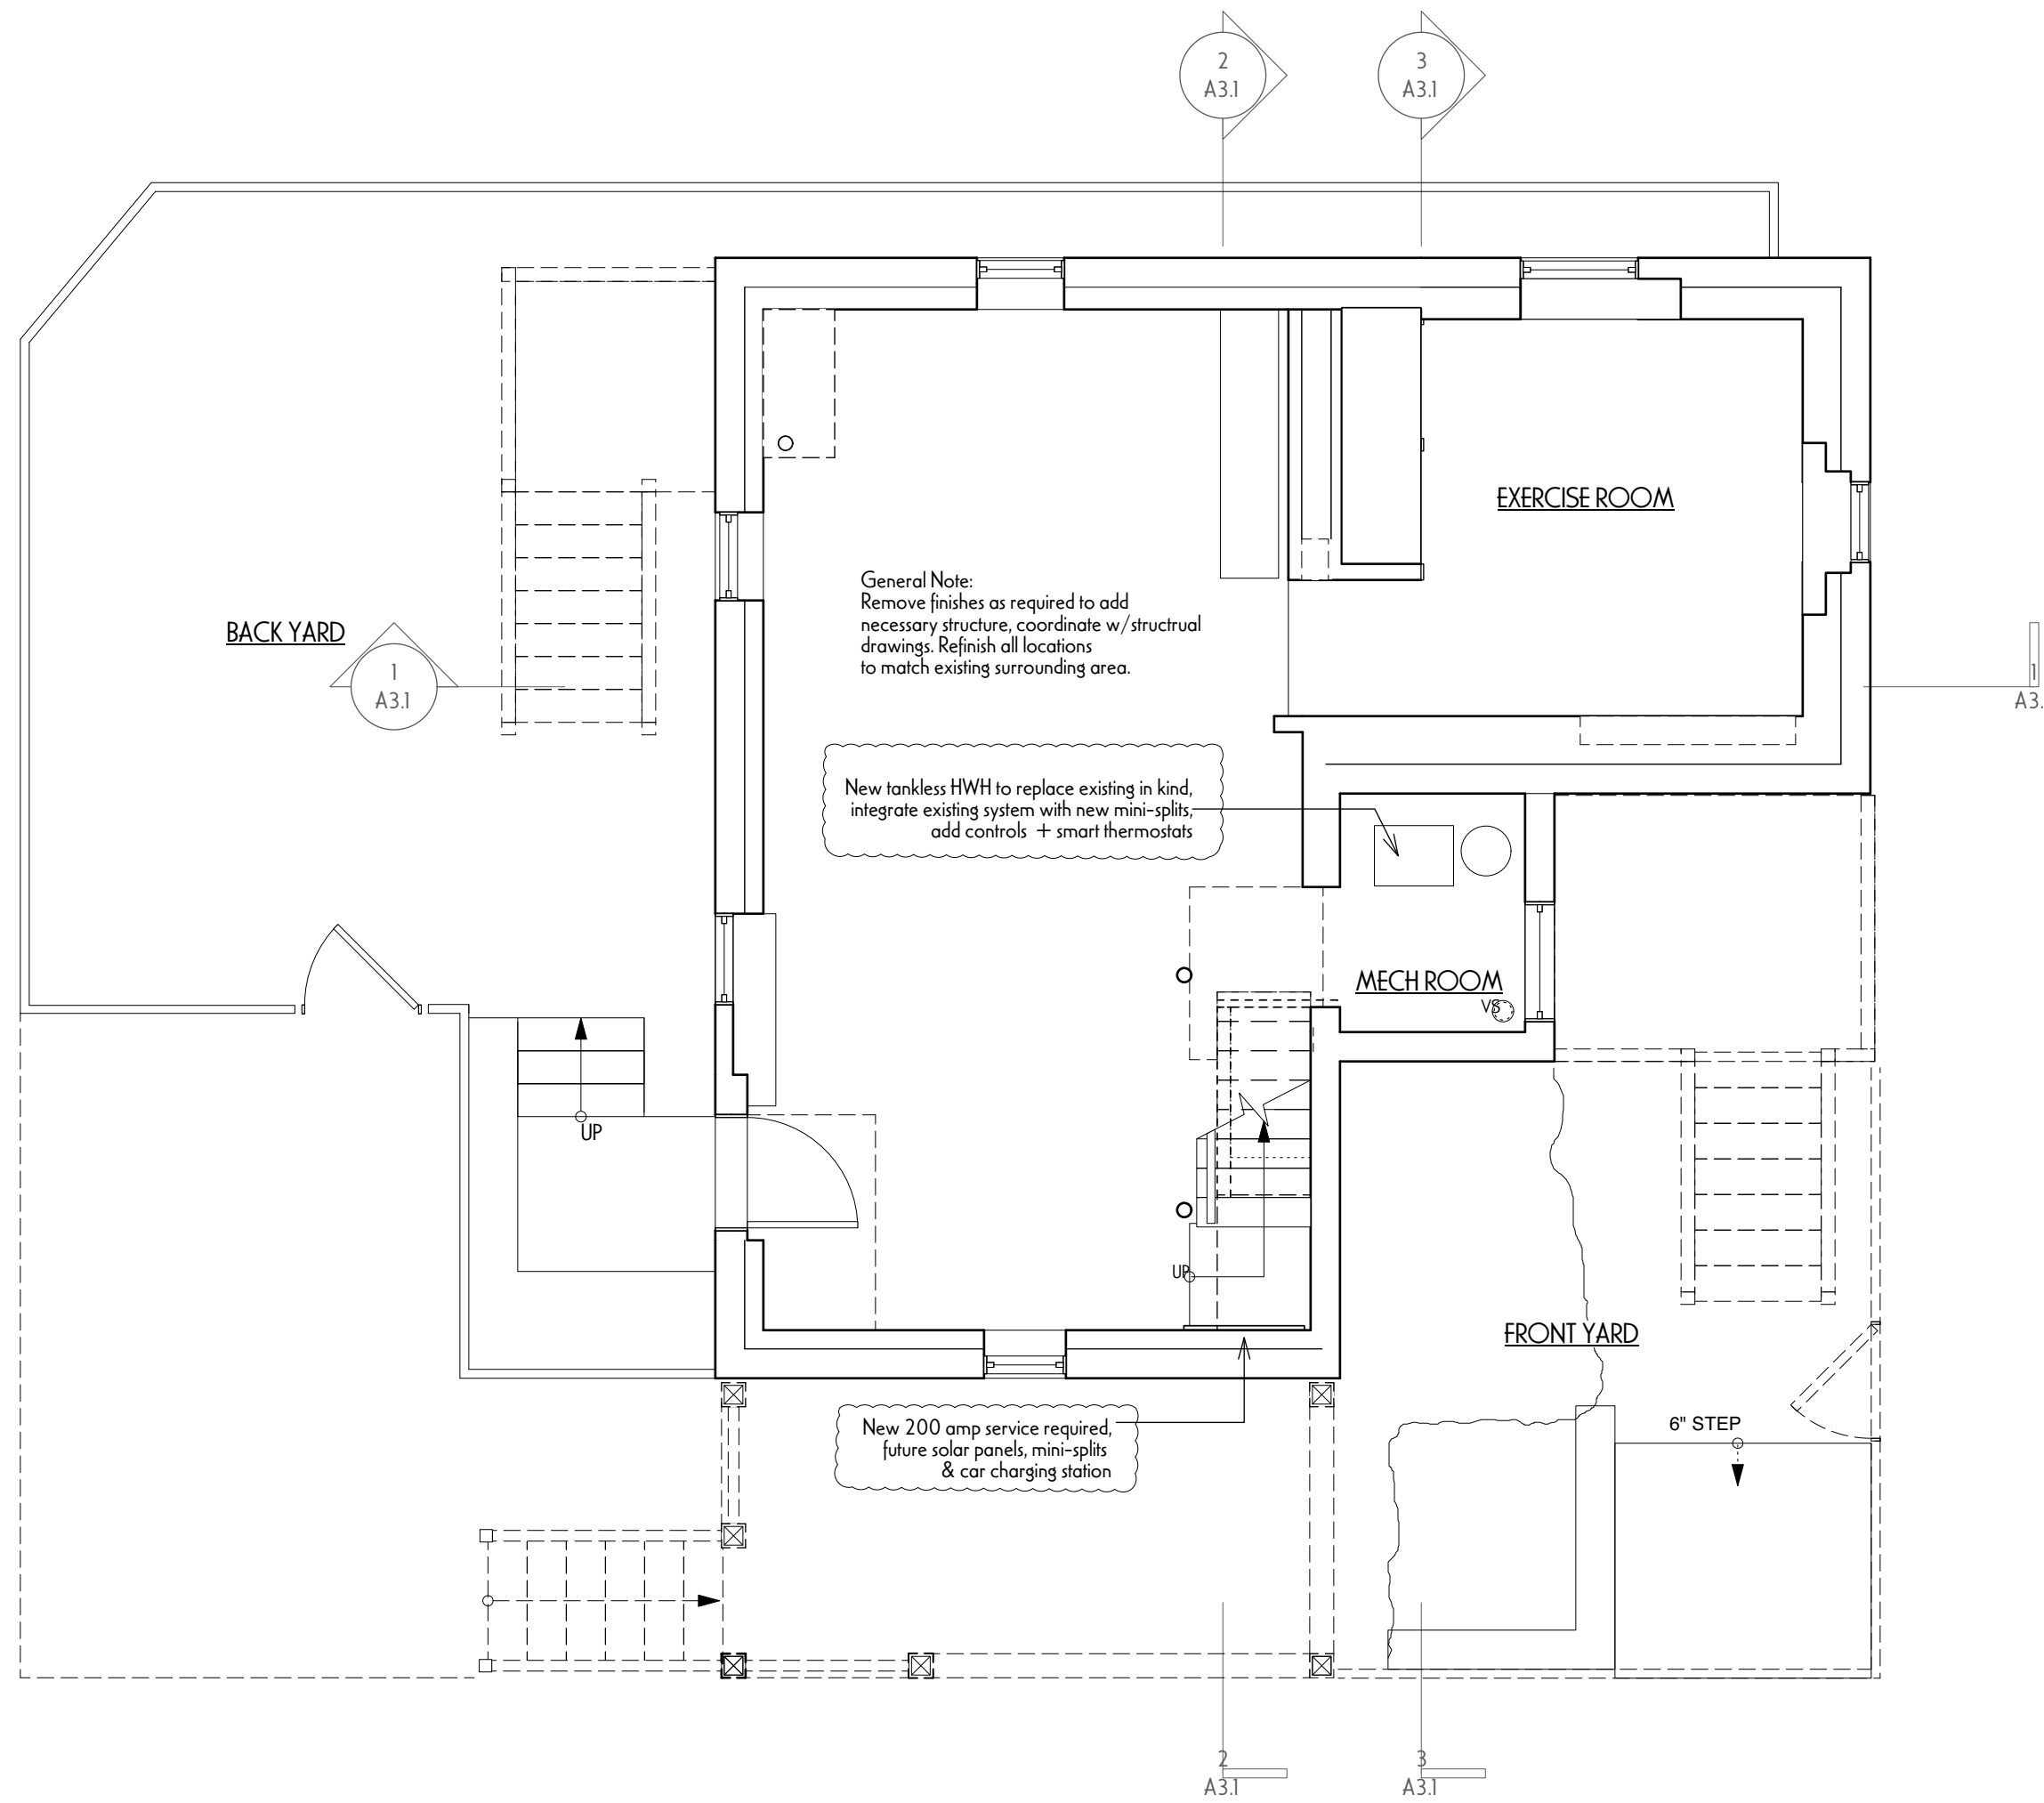 2
A3.1
3
A3.1
EXERCISE ROOM
General Note:
Remove finishes as required to add
necessary structure, coordinate w/structrual
drawings. Refinish all locations
to match existing surrounding area.
BACK YARD
1
A3.1
1
A3.
New tankless HWH to replace existing in kind,
integrate existing system with new mini-splits,
add controls + smart thermostats
MECH ROOM
VS
UP
UP
FRONT YARD
6" STEP
New 200 amp service required,
future solar panels, mini-splits
& car charging station
2
A3.1
3
A3.1